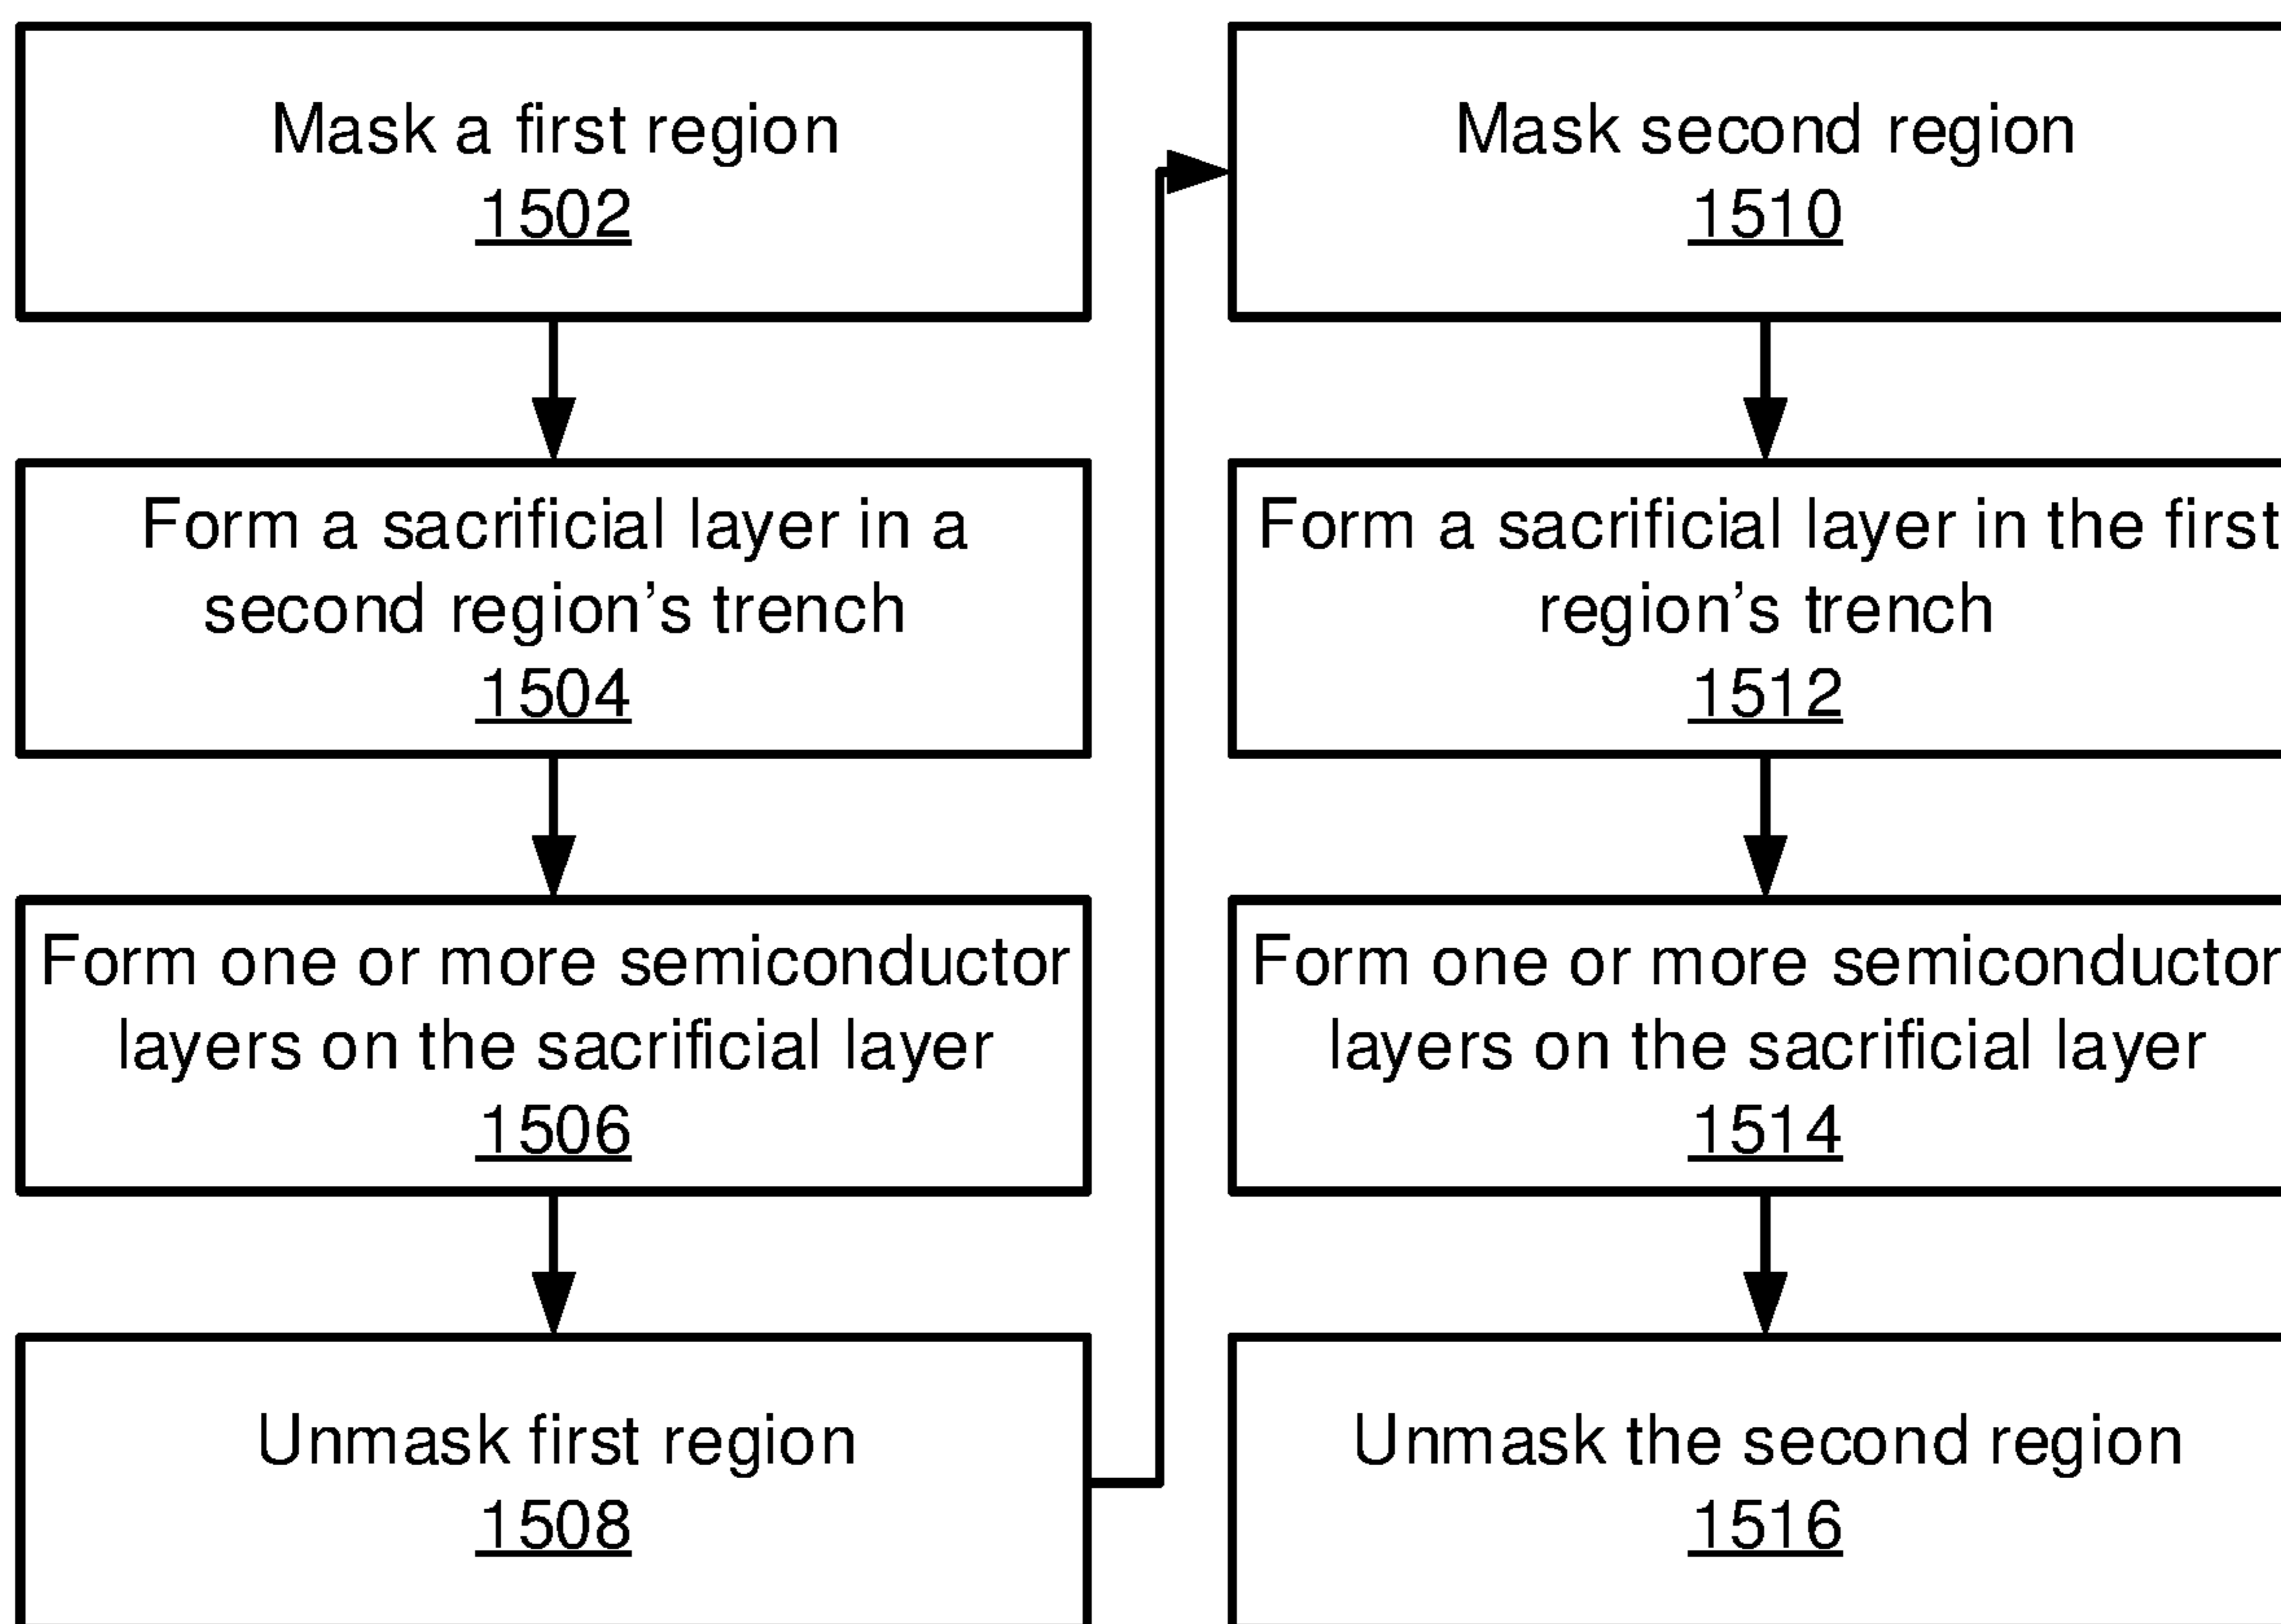 Mask a first region
1502
Form a sacrificial layer in a
second region's trench
1504
Form one or more semiconductor
layers on the sacrificial layer
1506
Unmask first region
1508
Mask second region
1510
Form a sacrificial layer in the first
region's trench
1512
Form one or more semiconductor
layers on the sacrificial layer
1514
Unmask the second region
1516